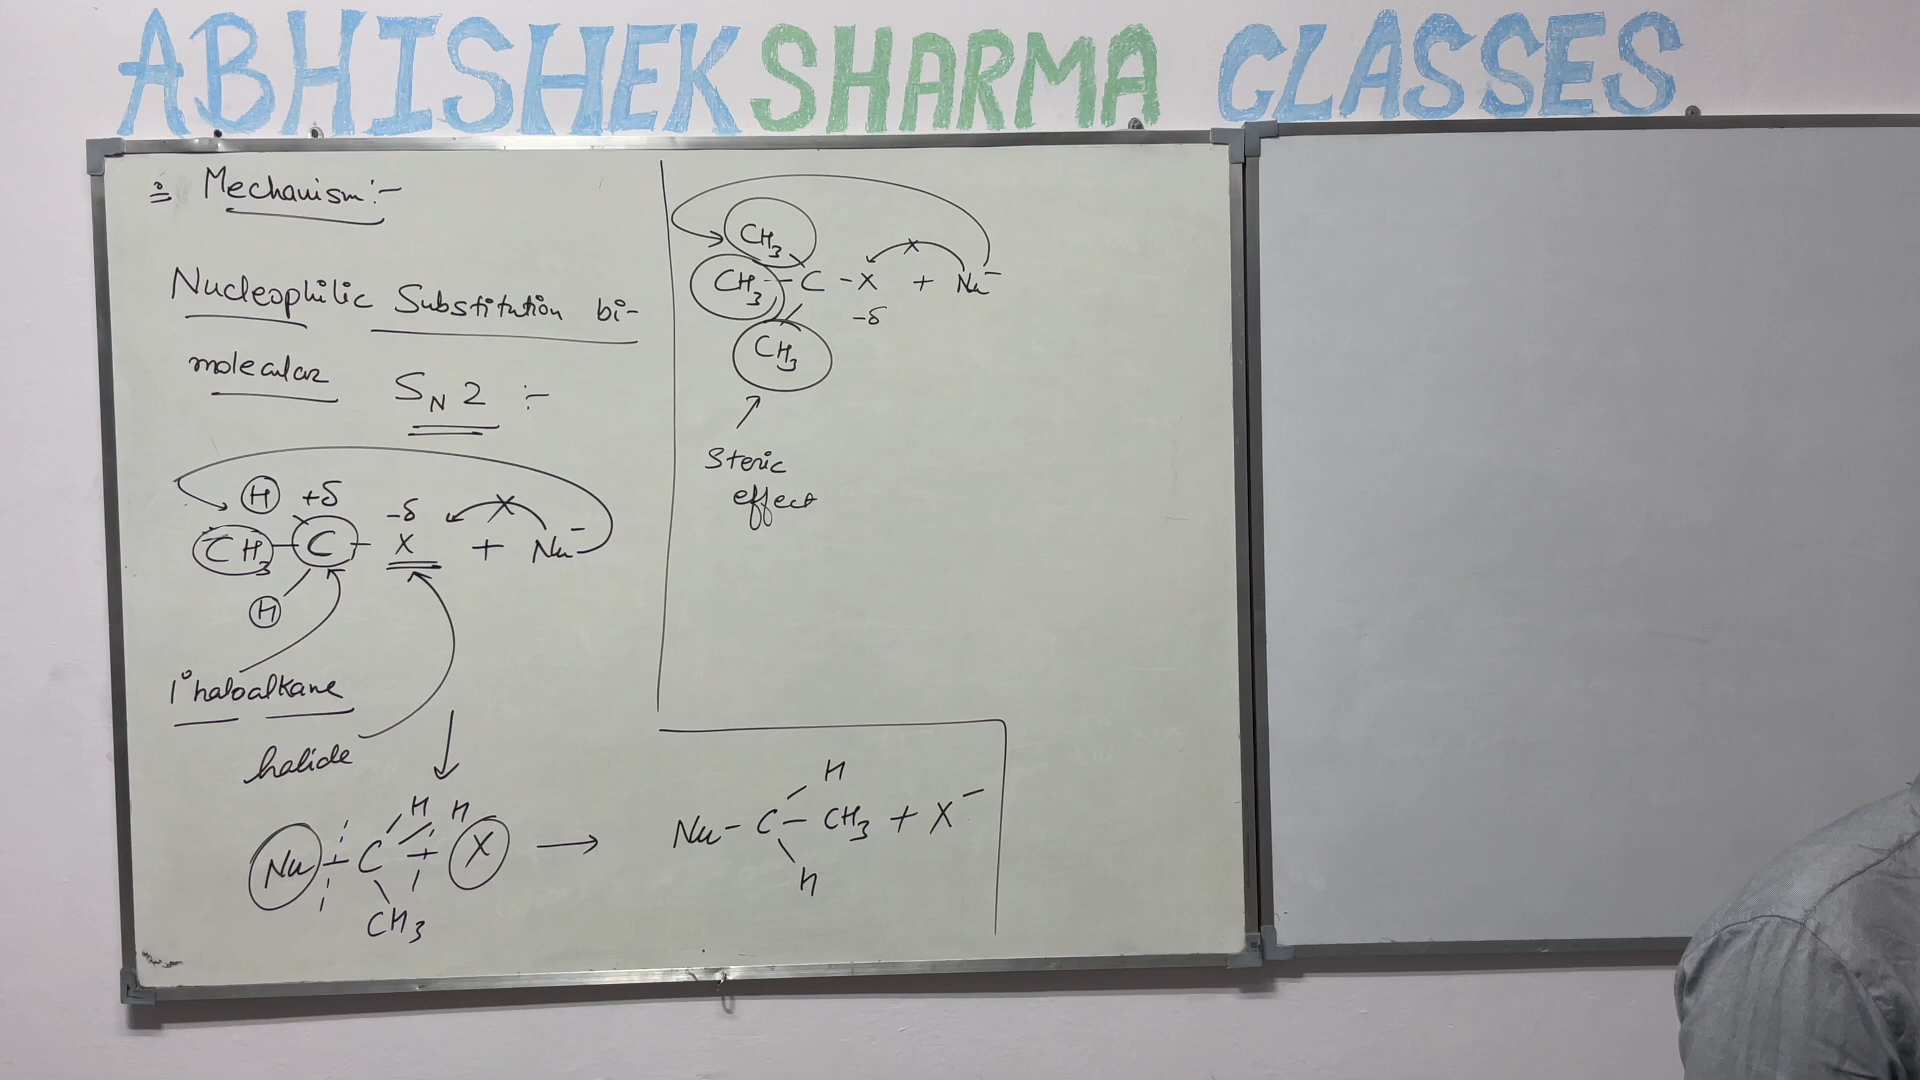 ABHISHEK SHARMA CLASSES
Mechanism :-
Nucleophilic Substitution bi-
molecular SN2 :-
H +δ -δ
CH3 - C - X + Nu-
H
1° haloalkane
halide
H H
Nu C X →
CH3
H
Nu - C - CH3 + X-
H
CH3
CH3 - C - X + Nu-
-δ
CH3
Steric
effect